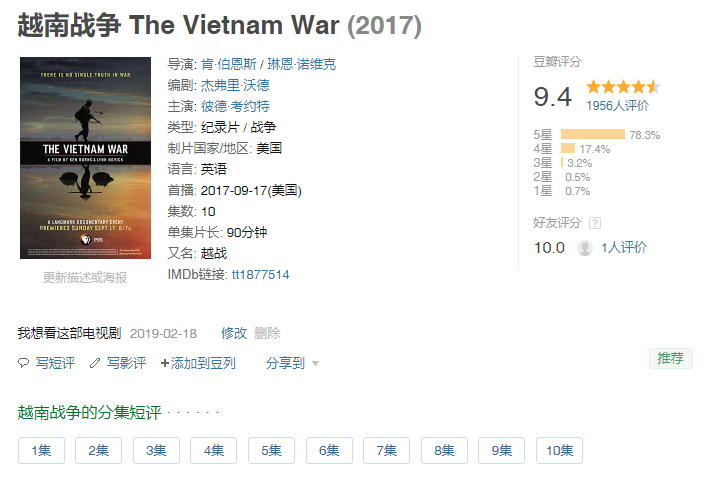 越南战争 The Vietnam War (2017)
THERE IS NO SINGLE TRUTH IN WAR
THE VIETNAM WAR
A FILM BY KEN BURNS & LYNN NOVICK
A LANDMARK DOCUMENTARY EVENT
PREMIERES SUNDAY SEPT 17 8/7c
PBS
更新描述或海报
导演: 肯·伯恩斯 / 琳恩·诺维克
编剧: 杰弗里·沃德
主演: 彼德·考约特
类型: 纪录片 / 战争
制片国家/地区: 美国
语言: 英语
首播: 2017-09-17(美国)
集数: 10
单集片长: 90分钟
又名: 越战
IMDb链接: tt1877514
豆瓣评分
9.4
1956人评价
5星 78.3%
4星 17.4%
3星 3.2%
2星 0.5%
1星 0.7%
好友评分 ?
10.0 1人评价
我想看这部电视剧 2019-02-18 修改 删除
写短评 写影评 +添加到豆列 分享到
推荐
越南战争的分集短评 · · · · · ·
1集 2集 3集 4集 5集 6集 7集 8集 9集 10集